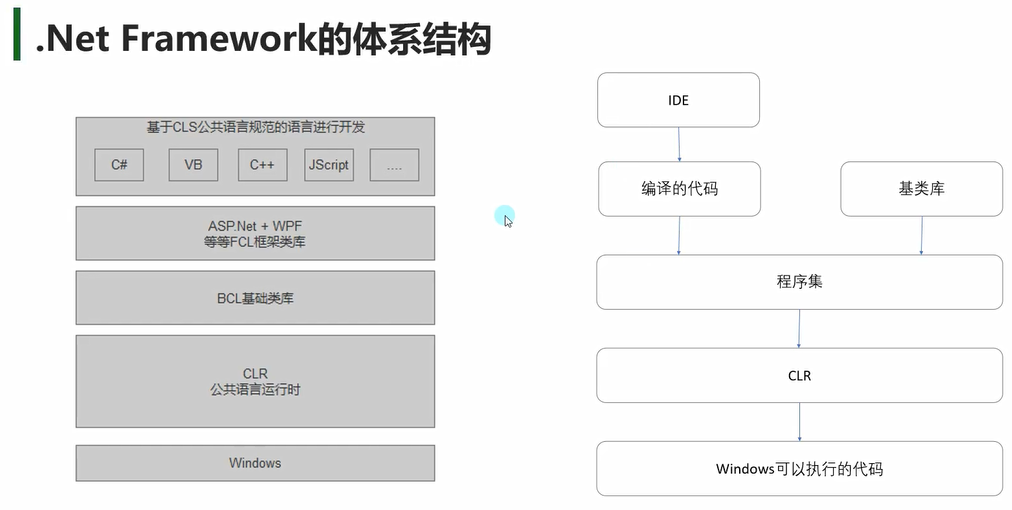 .Net Framework的体系结构
基于CLS公共语言规范的语言进行开发
C#
VB
C++
JScript
....
ASP.Net + WPF
等等FCL框架类库
BCL基础类库
CLR
公共语言运行时
Windows
IDE
编译的代码
基类库
程序集
CLR
Windows可以执行的代码